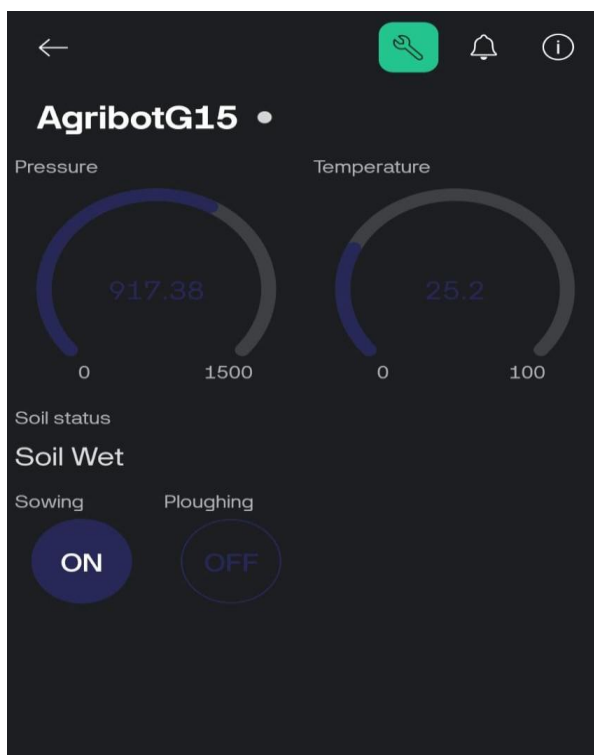 AgribotG15
Pressure Temperature
917.38 25.2
0 1500 0 100
Soil status
Soil Wet
Sowing Ploughing
ON OFF